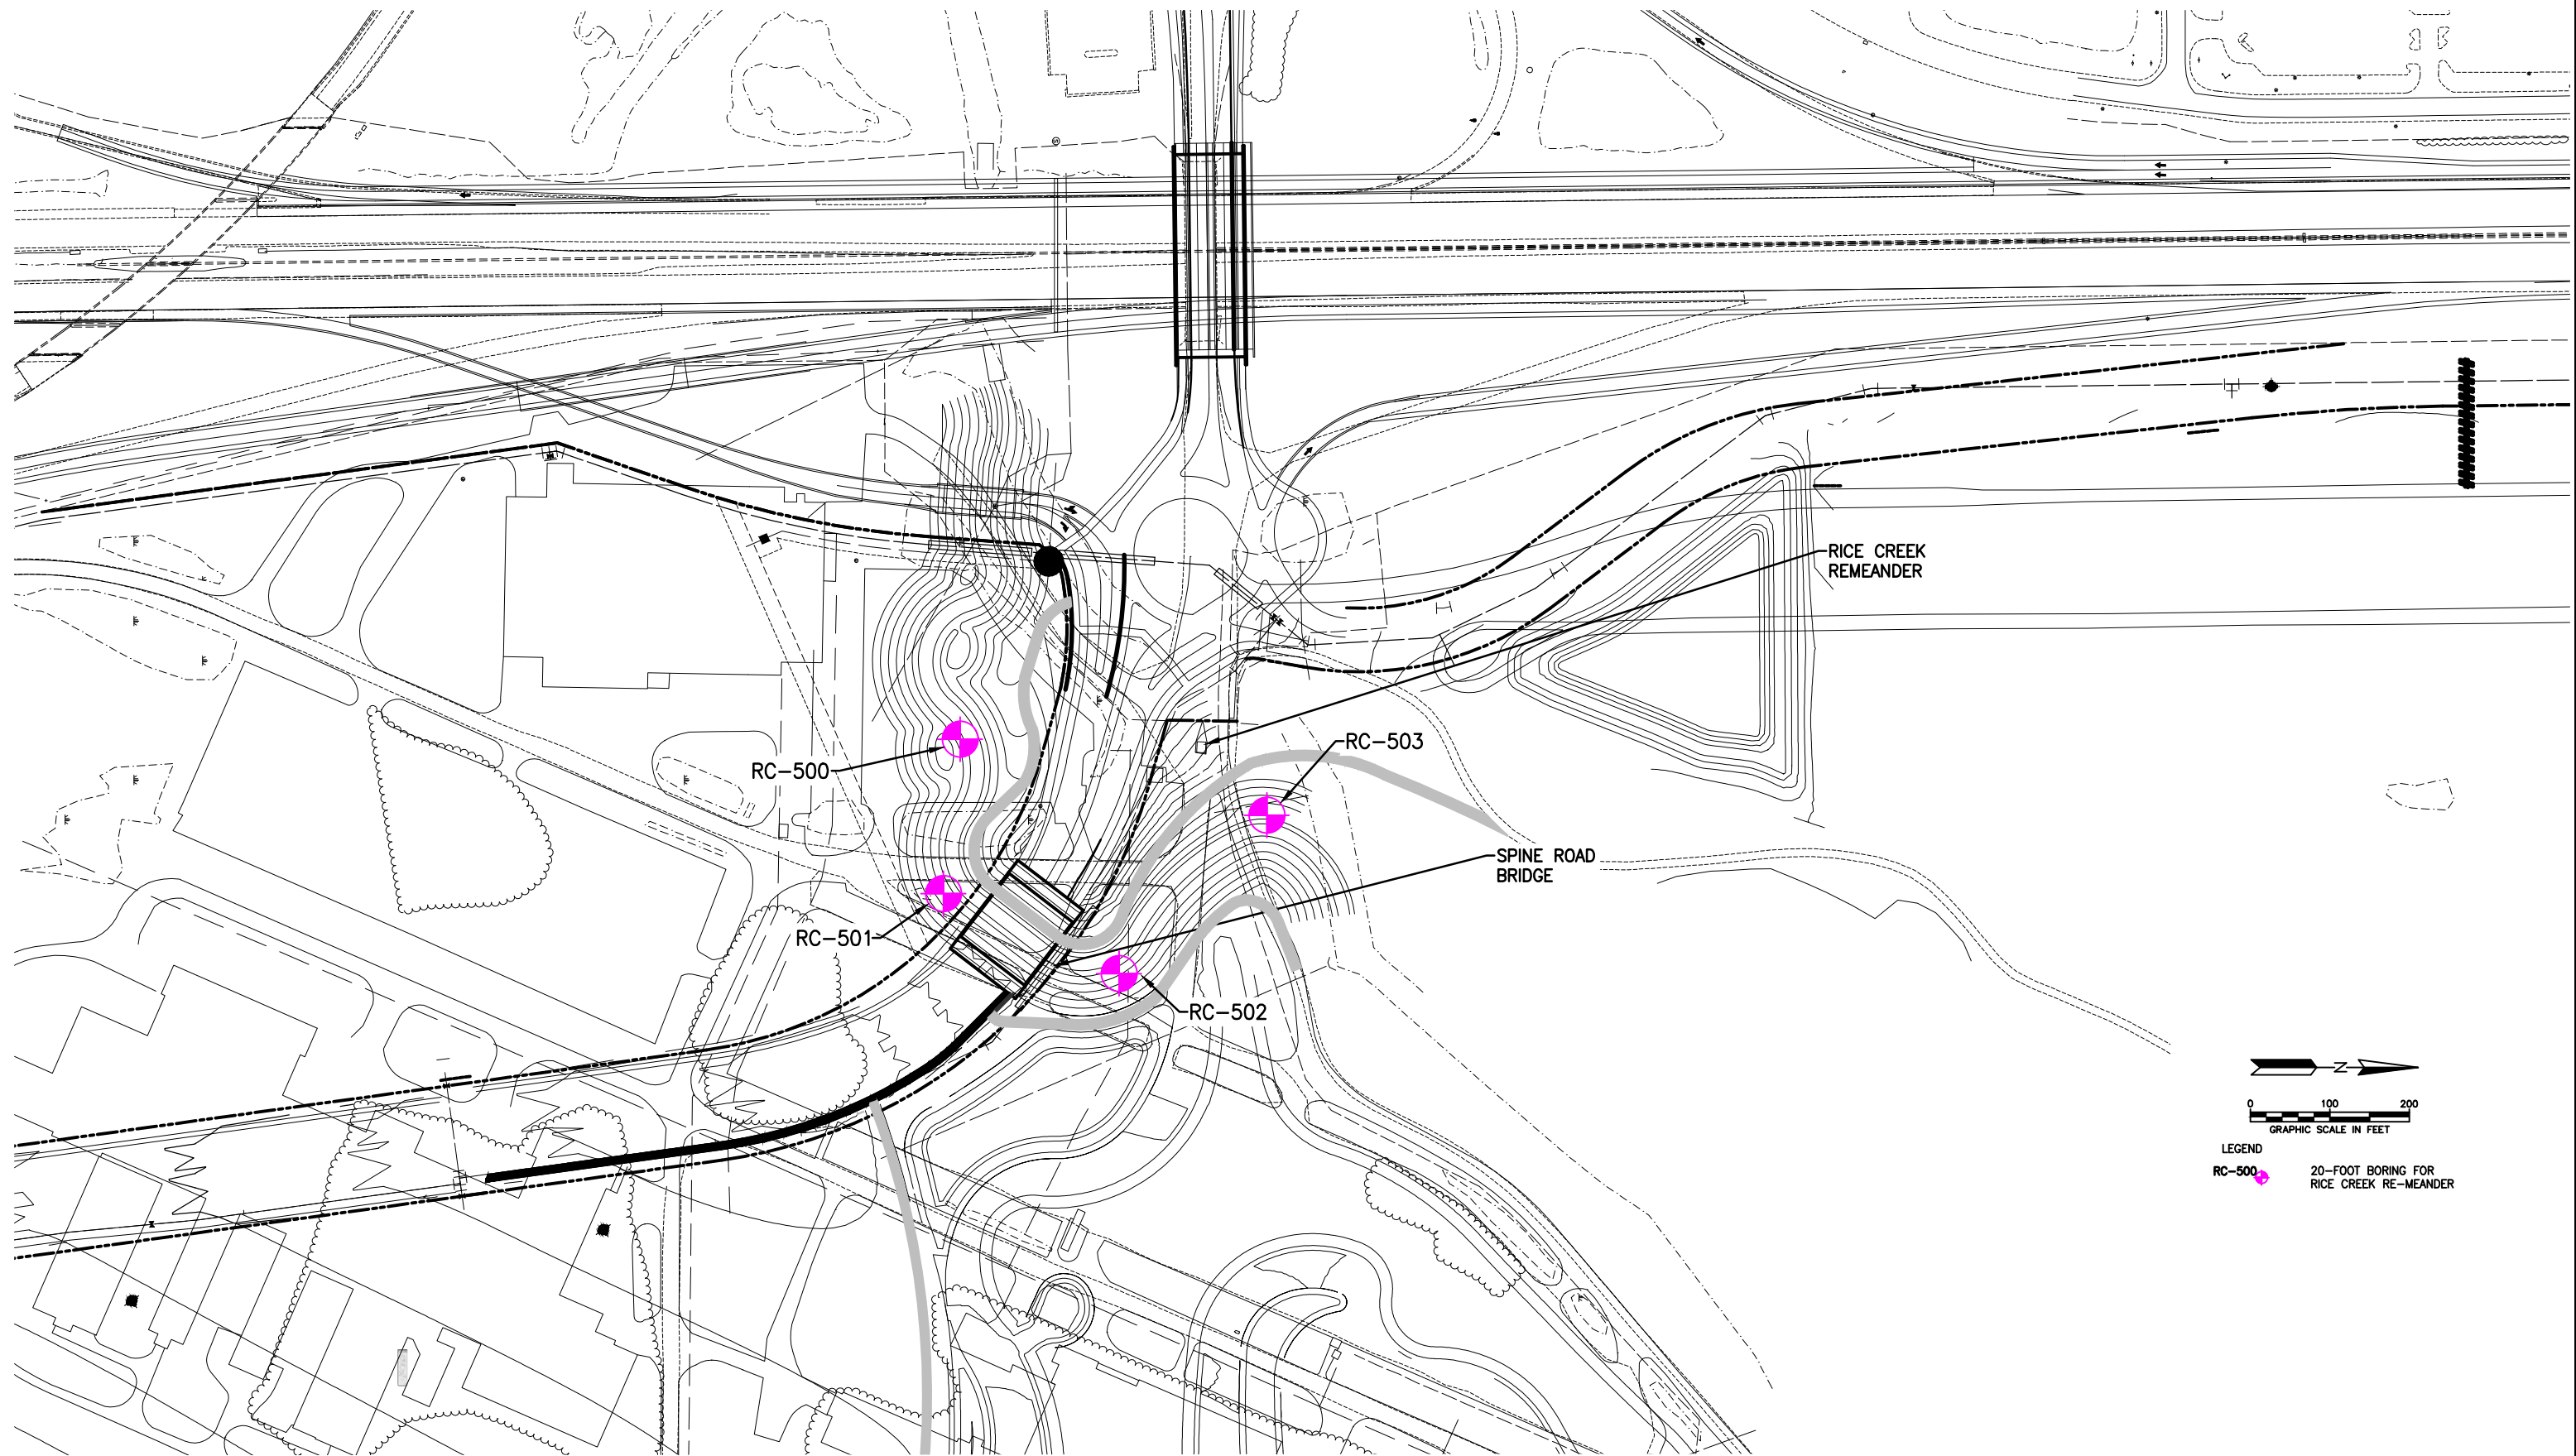 RICE CREEK
REMEANDER
RC-503
RC-500
SPINE ROAD
BRIDGE
RC-501
RC-502
N
0 100 200
GRAPHIC SCALE IN FEET
LEGEND
RC-500 20-FOOT BORING FOR
RICE CREEK RE-MEANDER